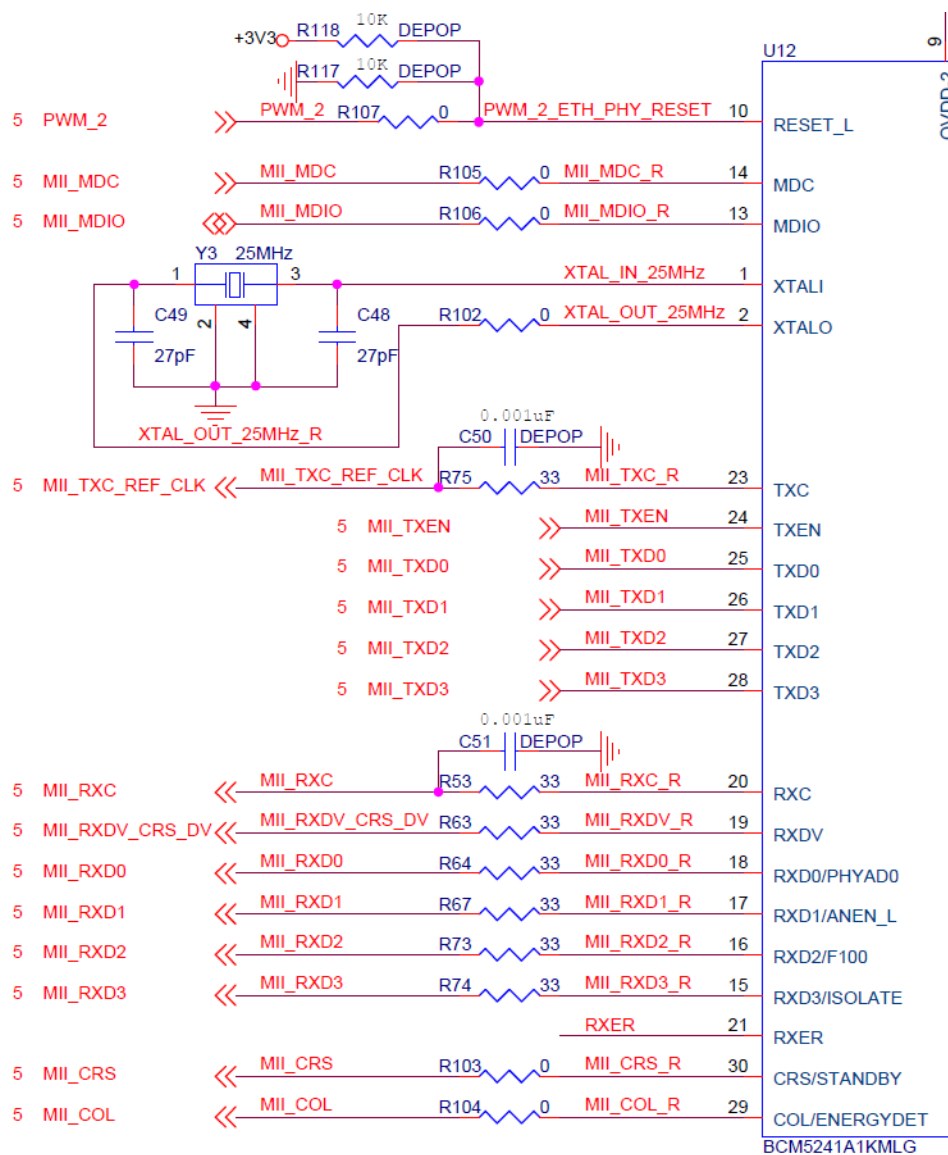 10K
+3V3 R118 DEPOP
10K
R117 DEPOP
U12
9
OVDD_2
5 PWM_2 PWM_2 R107 0 PWM_2_ETH_PHY_RESET 10 RESET_L
5 MII_MDC MII_MDC R105 0 MII_MDC_R 14 MDC
5 MII_MDIO MII_MDIO R106 0 MII_MDIO_R 13 MDIO
Y3 25MHz
1 3 XTAL_IN_25MHz 1 XTALI
C49 2 4 C48 R102 0 XTAL_OUT_25MHz 2 XTALO
27pF 27pF
XTAL_OUT_25MHz_R
0.001uF
C50 DEPOP
5 MII_TXC_REF_CLK MII_TXC_REF_CLK R75 33 MII_TXC_R 23 TXC
5 MII_TXEN MII_TXEN 24 TXEN
5 MII_TXD0 MII_TXD0 25 TXD0
5 MII_TXD1 MII_TXD1 26 TXD1
5 MII_TXD2 MII_TXD2 27 TXD2
5 MII_TXD3 MII_TXD3 28 TXD3
0.001uF
C51 DEPOP
5 MII_RXC MII_RXC R53 33 MII_RXC_R 20 RXC
5 MII_RXDV_CRS_DV MII_RXDV_CRS_DV R63 33 MII_RXDV_R 19 RXDV
5 MII_RXD0 MII_RXD0 R64 33 MII_RXD0_R 18 RXD0/PHYAD0
5 MII_RXD1 MII_RXD1 R67 33 MII_RXD1_R 17 RXD1/ANEN_L
5 MII_RXD2 MII_RXD2 R73 33 MII_RXD2_R 16 RXD2/F100
5 MII_RXD3 MII_RXD3 R74 33 MII_RXD3_R 15 RXD3/ISOLATE
RXER 21 RXER
5 MII_CRS MII_CRS R103 0 MII_CRS_R 30 CRS/STANDBY
5 MII_COL MII_COL R104 0 MII_COL_R 29 COL/ENERGYDET
BCM5241A1KMLG